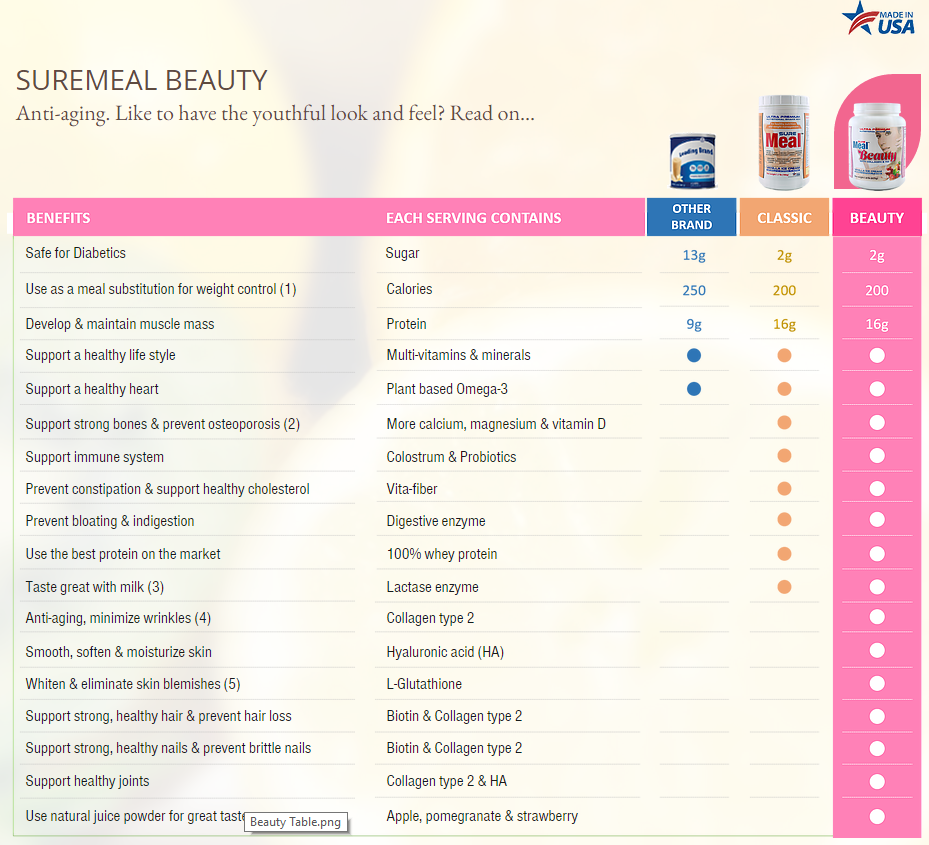 MADE IN
USA
SUREMEAL BEAUTY
Anti-aging. Like to have the youthful look and feel? Read on...
Leading Brand
ULTRA PREMIUM
SURE
Meal
VANILLA ICE CREAM
ULTRA PREMIUM
Meal
Beauty
BENEFITS EACH SERVING CONTAINS OTHER BRAND CLASSIC BEAUTY
Safe for Diabetics Sugar 13g 2g 2g
Use as a meal substitution for weight control (1) Calories 250 200 200
Develop & maintain muscle mass Protein 9g 16g 16g
Support a healthy life style Multi-vitamins & minerals
Support a healthy heart Plant based Omega-3
Support strong bones & prevent osteoporosis (2) More calcium, magnesium & vitamin D
Support immune system Colostrum & Probiotics
Prevent constipation & support healthy cholesterol Vita-fiber
Prevent bloating & indigestion Digestive enzyme
Use the best protein on the market 100% whey protein
Taste great with milk (3) Lactase enzyme
Anti-aging, minimize wrinkles (4) Collagen type 2
Smooth, soften & moisturize skin Hyaluronic acid (HA)
Whiten & eliminate skin blemishes (5) L-Glutathione
Support strong, healthy hair & prevent hair loss Biotin & Collagen type 2
Support strong, healthy nails & prevent brittle nails Biotin & Collagen type 2
Support healthy joints Collagen type 2 & HA
Use natural juice powder for great taste Apple, pomegranate & strawberry
Beauty Table.png